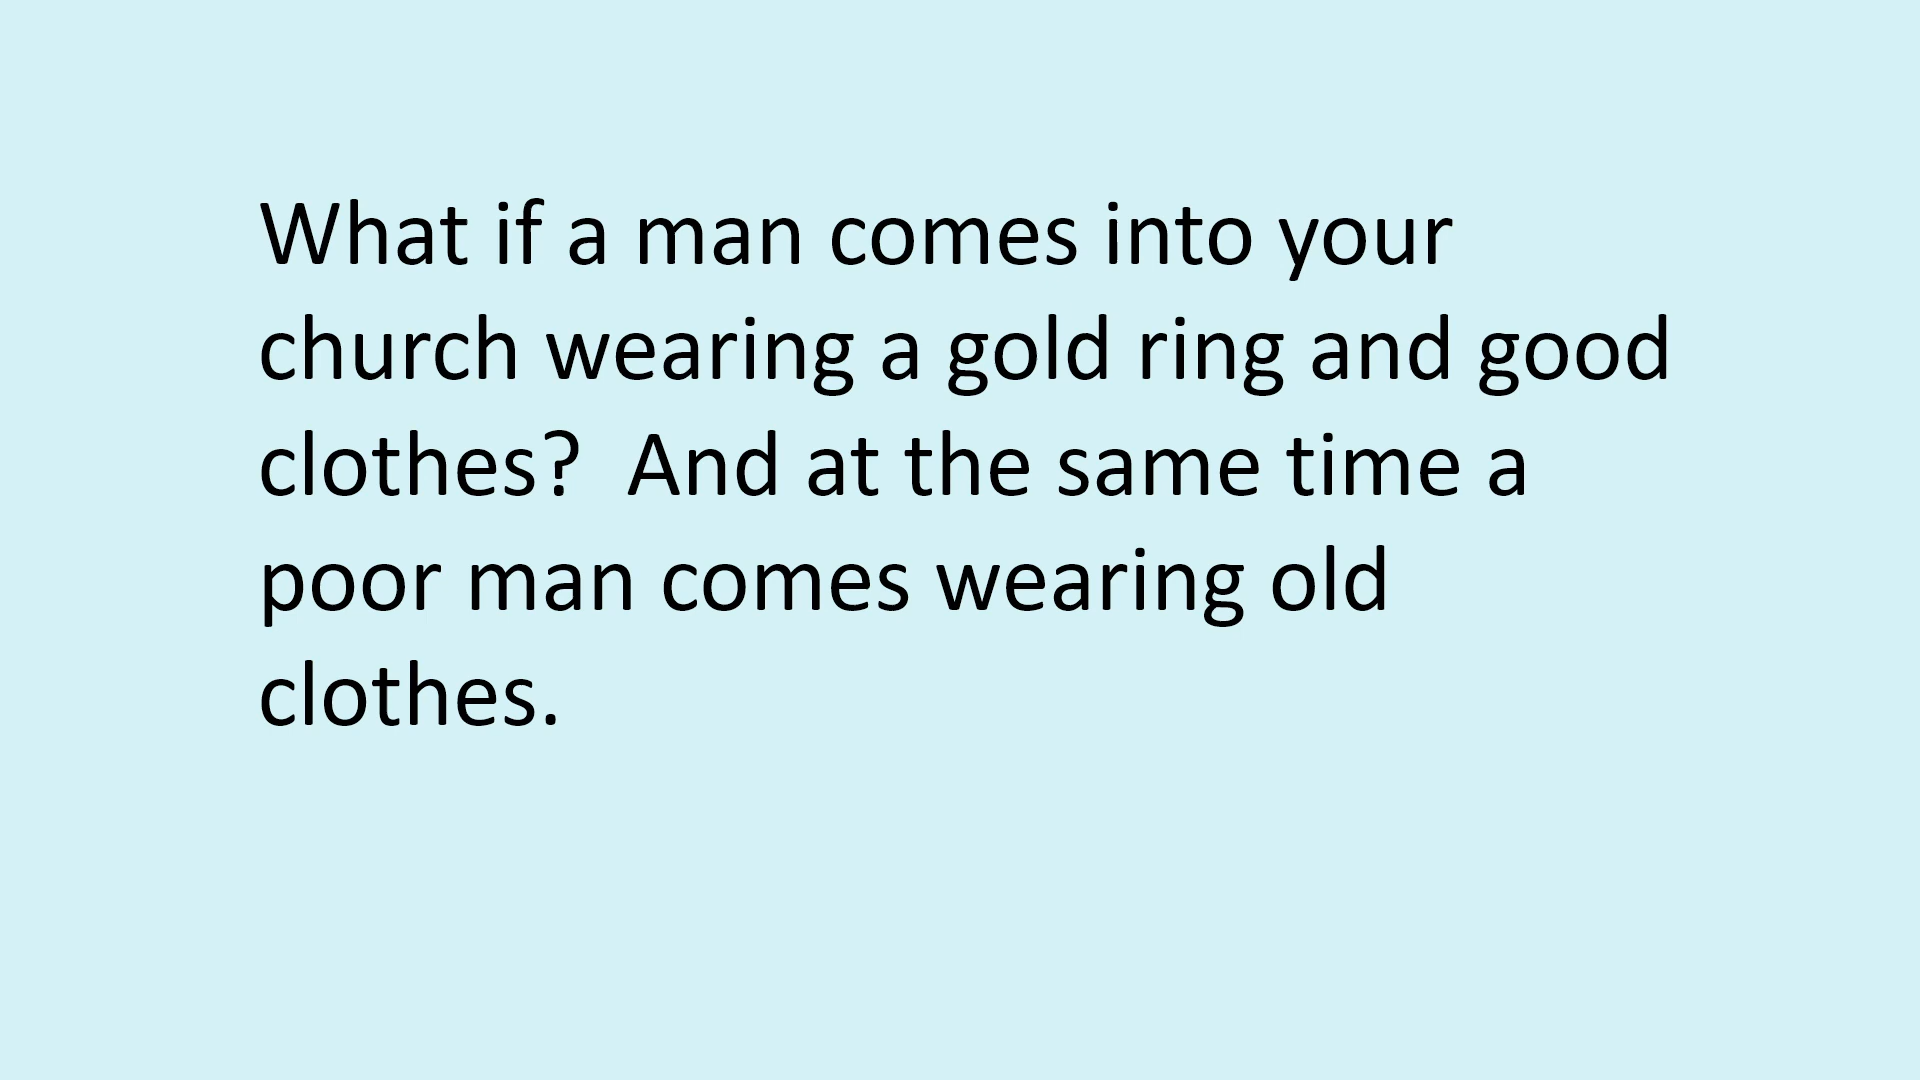 What if a man comes into your
church wearing a gold ring and good
clothes?  And at the same time a
poor man comes wearing old
clothes.